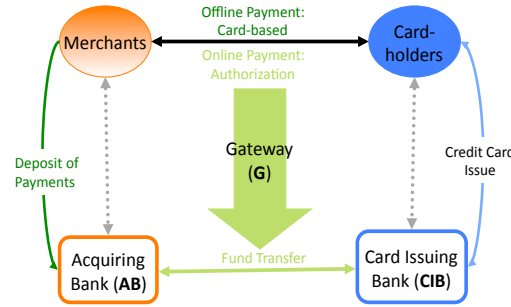 Offline Payment:
Card-based
Merchants
Card-
holders
Online Payment:
Authorization
Gateway
(G)
Deposit of
Payments
Credit Card
Issue
Acquiring
Bank (AB)
Fund Transfer
Card Issuing
Bank (CIB)